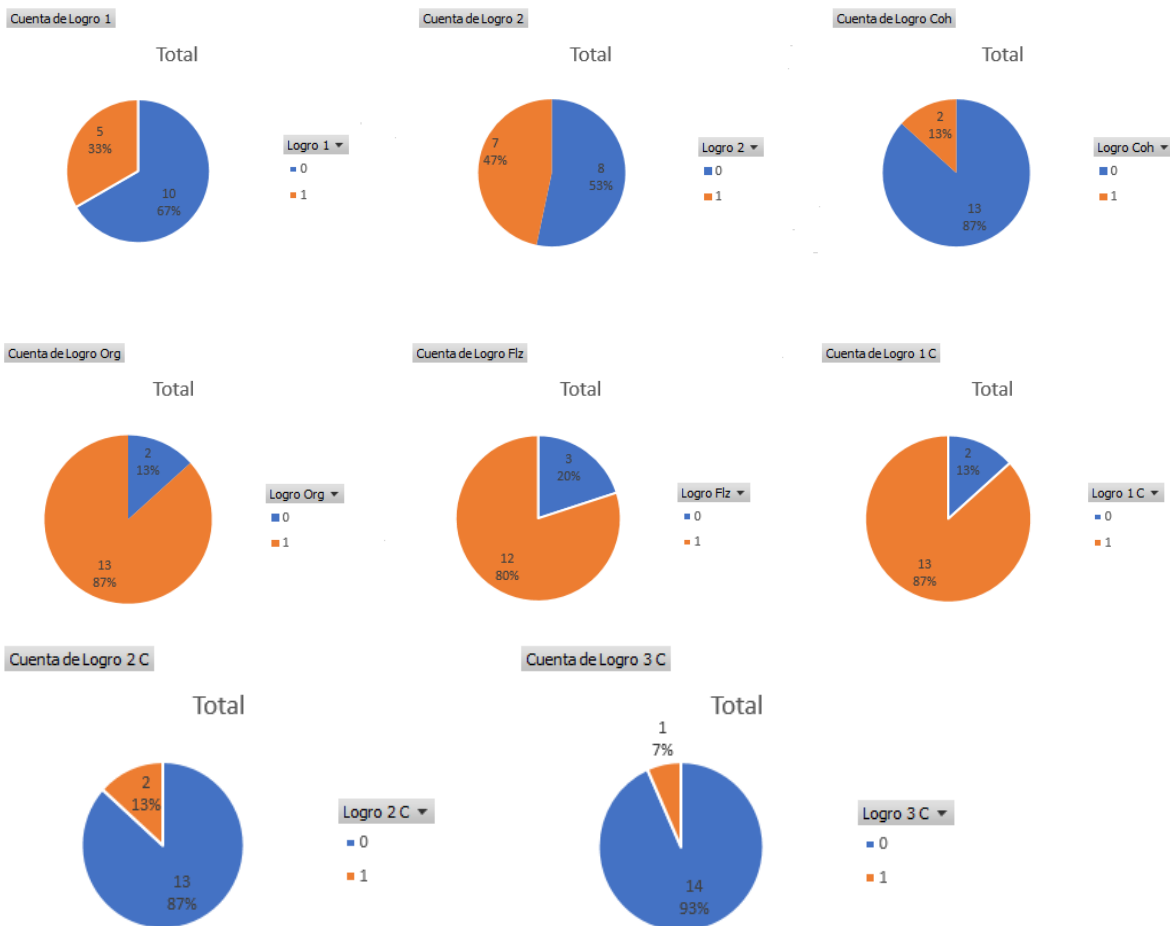 Cuenta de Logro 1
Total
5
33%
10
67%
Logro 1
0
1
Cuenta de Logro 2
Total
7
47%
8
53%
Logro 2
0
1
Cuenta de Logro Coh
Total
2
13%
13
87%
Logro Coh
0
1
Cuenta de Logro Org
Total
2
13%
13
87%
Logro Org
0
1
Cuenta de Logro Flz
Total
3
20%
12
80%
Logro Flz
0
1
Cuenta de Logro 1 C
Total
2
13%
13
87%
Logro 1 C
0
1
Cuenta de Logro 2 C
Total
2
13%
13
87%
Logro 2 C
0
1
Cuenta de Logro 3 C
Total
1
7%
14
93%
Logro 3 C
0
1